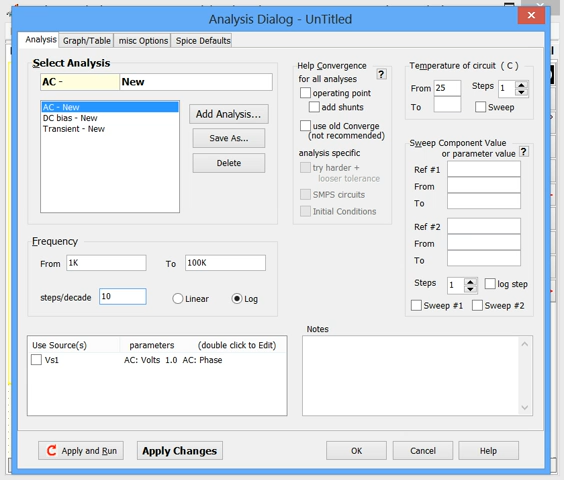 Analysis Dialog - UnTitled
Analysis
Graph/Table
misc Options
Spice Defaults
Select Analysis
AC -
New
AC - New
DC bias - New
Transient - New
Add Analysis...
Save As...
Delete
Help Convergence
for all analyses
?
operating point
add shunts
use old Converge
(not recommended)
analysis specific
try harder +
looser tolerance
SMPS circuits
Initial Conditions
Temperature of circuit ( C )
From 25
Steps 1
To
Sweep
Sweep Component Value
or parameter value
?
Ref #1
From
To
Ref #2
From
To
Steps 1
log step
Sweep #1
Sweep #2
Frequency
From 1K
To 100K
steps/decade 10
Linear
Log
Use Source(s) parameters (double click to Edit)
Vs1 AC: Volts 1.0 AC: Phase
Notes
Apply and Run
Apply Changes
OK
Cancel
Help